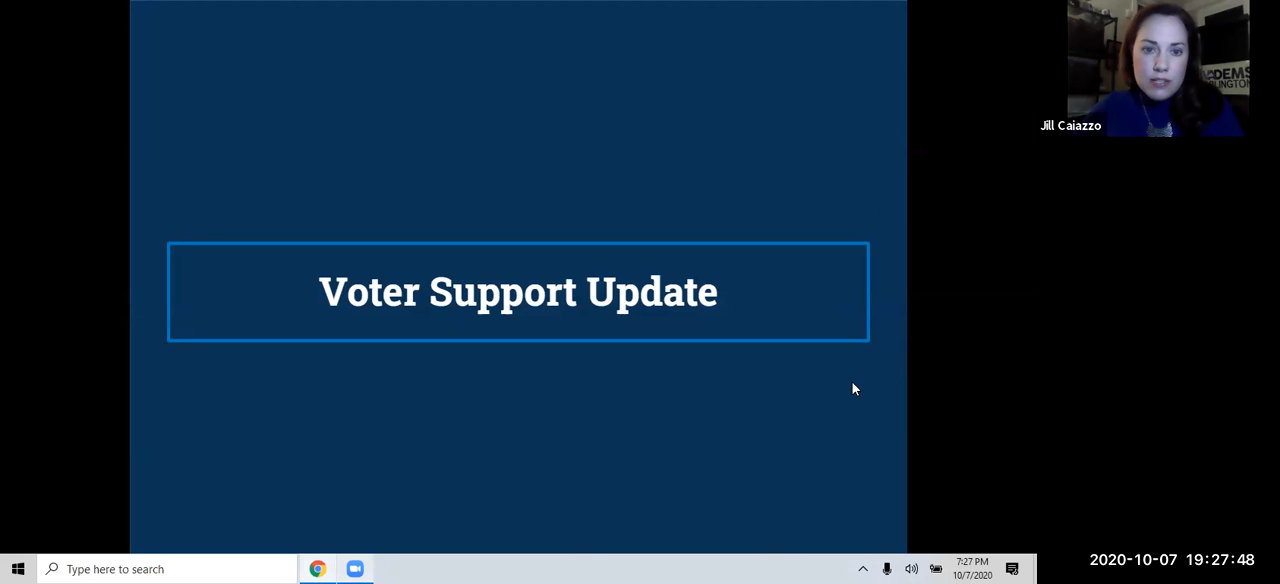 Jill Caiazzo
DEMS
Voter Support Update
Type here to search
7:27 PM
10/7/2020
2020-10-07 19:27:48